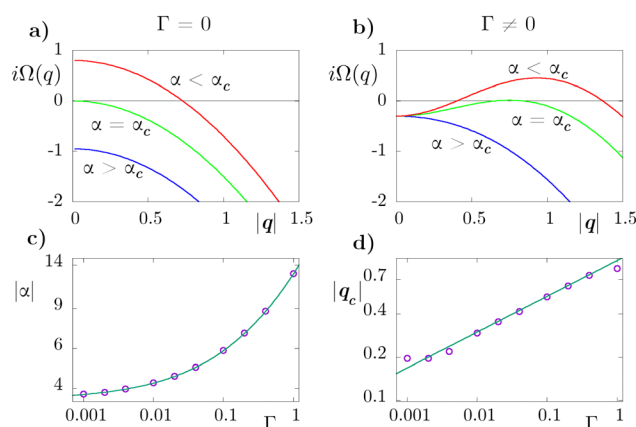 Γ = 0
Γ ≠ 0
a)
b)
iΩ(q)
1
0
-1
-2
α < α_c
α = α_c
α > α_c
0
0.5
1
|q|
1.5
iΩ(q)
1
0
-1
-2
α < α_c
α = α_c
α > α_c
0
0.5
1
|q|
1.5
c)
d)
|α|
14
9
4
0.001
0.01
0.1
1
Γ
|q_c|
0.7
0.4
0.2
0.1
0.001
0.01
0.1
1
Γ